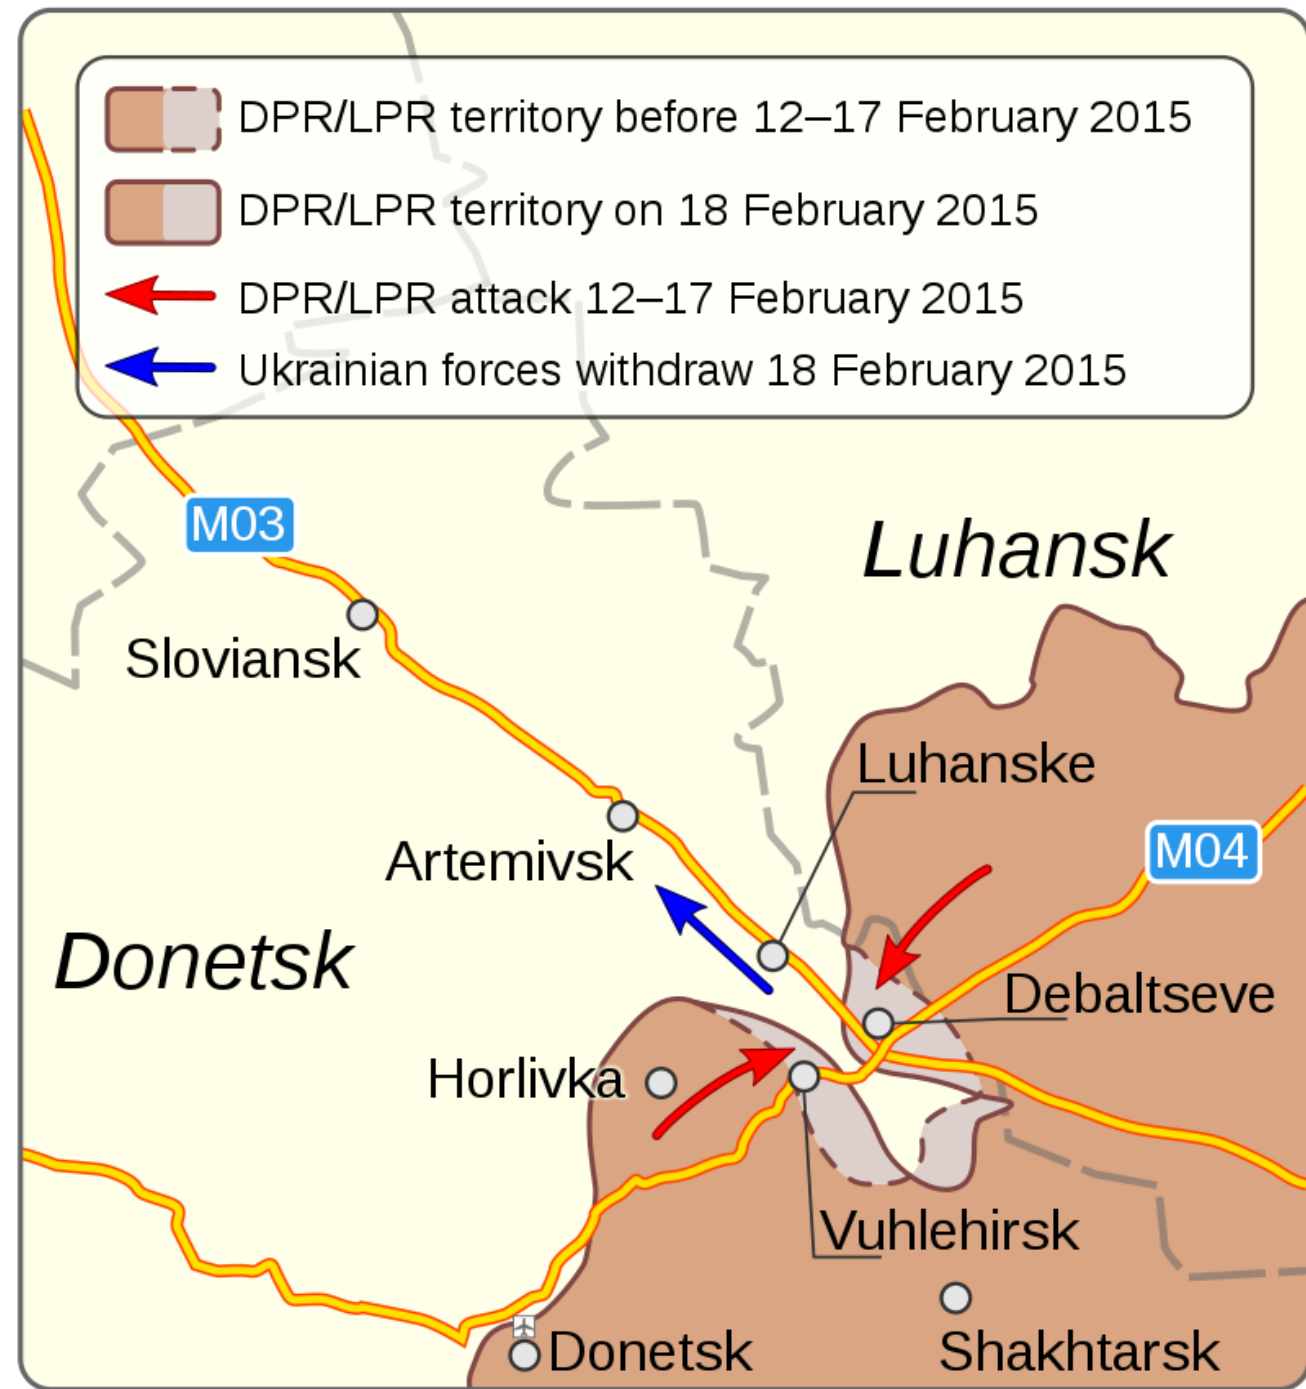 DPR/LPR territory before 12–17 February 2015
DPR/LPR territory on 18 February 2015
DPR/LPR attack 12–17 February 2015
Ukrainian forces withdraw 18 February 2015
M03
Luhansk
Sloviansk
Luhanske
M04
Artemivsk
Donetsk
Debaltseve
Horlivka
Vuhlehirsk
Donetsk
Shakhtarsk